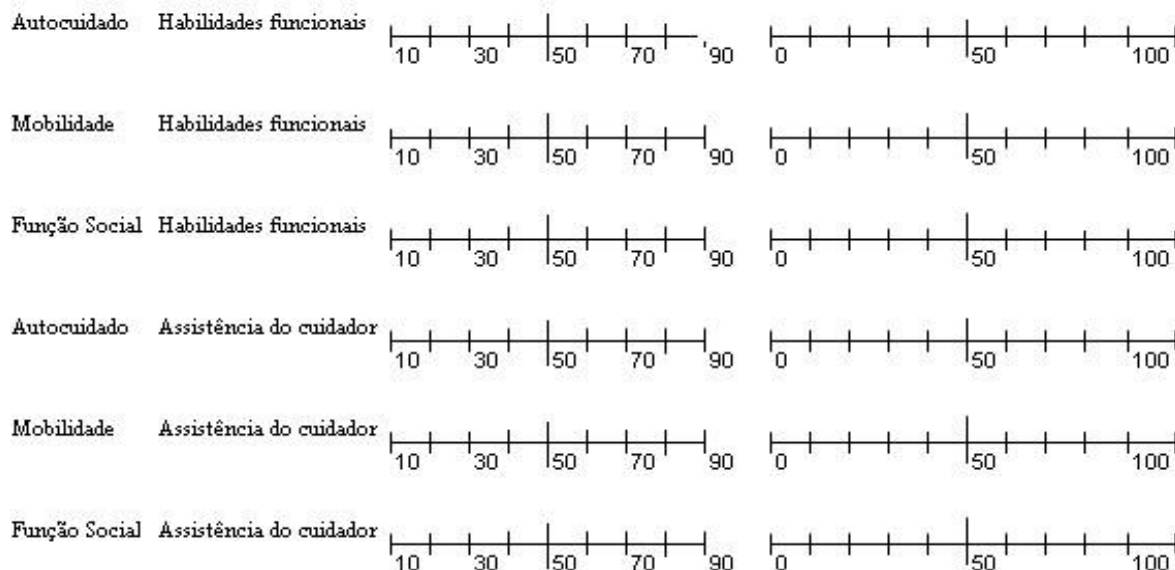 Autocuidado Habilidades funcionais
10 30 50 70 90 0 50 100
Mobilidade Habilidades funcionais
10 30 50 70 90 0 50 100
Função Social Habilidades funcionais
10 30 50 70 90 0 50 100
Autocuidado Assistência do cuidador
10 30 50 70 90 0 50 100
Mobilidade Assistência do cuidador
10 30 50 70 90 0 50 100
Função Social Assistência do cuidador
10 30 50 70 90 0 50 100